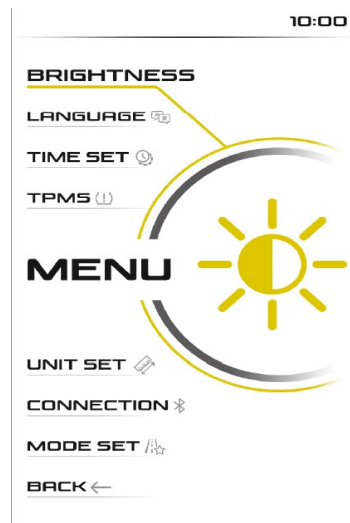 10:00
BRIGHTNESS
LANGUAGE
TIME SET
TPMS
MENU
UNIT SET
CONNECTION
MODE SET
BACK